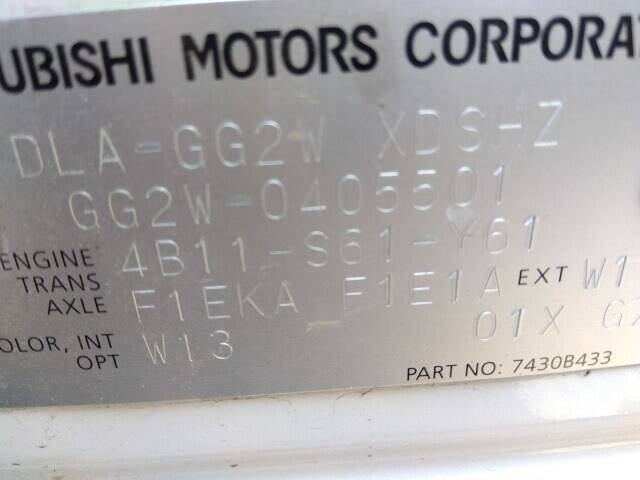 UBISHI MOTORS CORPORA
DLA-GG2W XDSHZ
GG2W-0405501
ENGINE 4B11-S61-Y61
TRANS AXLE F1EKA F1E1A EXT W1
OLOR, INT 01X
OPT W13
PART NO: 7430B433